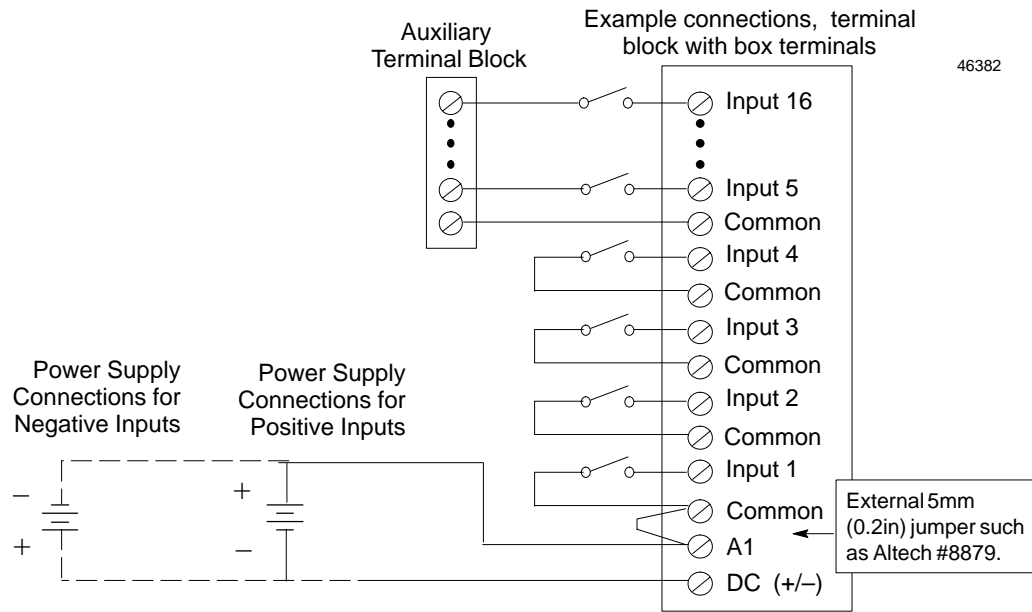 Example connections, terminal
block with box terminals
Auxiliary
Terminal Block
46382
Input 16
Input 5
Common
Input 4
Common
Input 3
Common
Input 2
Common
Input 1
Common
A1
DC (+/–)
Power Supply
Connections for
Negative Inputs
Power Supply
Connections for
Positive Inputs
–
+
+
–
External 5mm
(0.2in) jumper such
as Altech #8879.